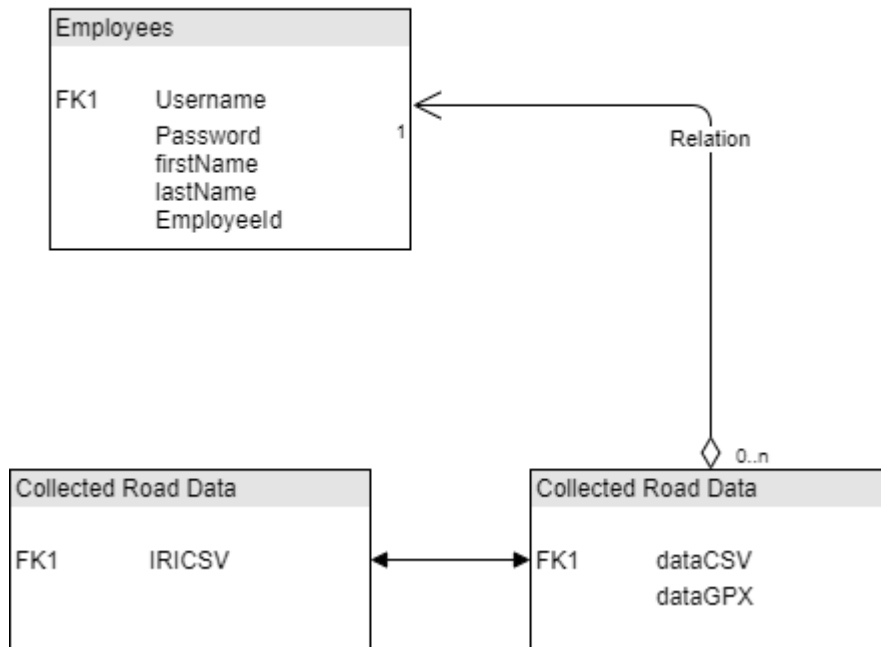 Employees
FK1 Username
Password
firstName
lastName
EmployeeId
1
Relation
0..n
Collected Road Data
FK1 IRICSV
Collected Road Data
FK1 dataCSV
dataGPX